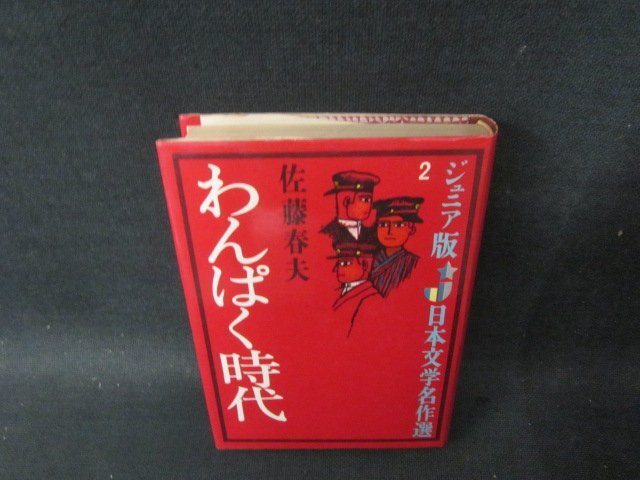 2
ジュニア版
日本文学名作選
佐藤春夫
わんぱく時代